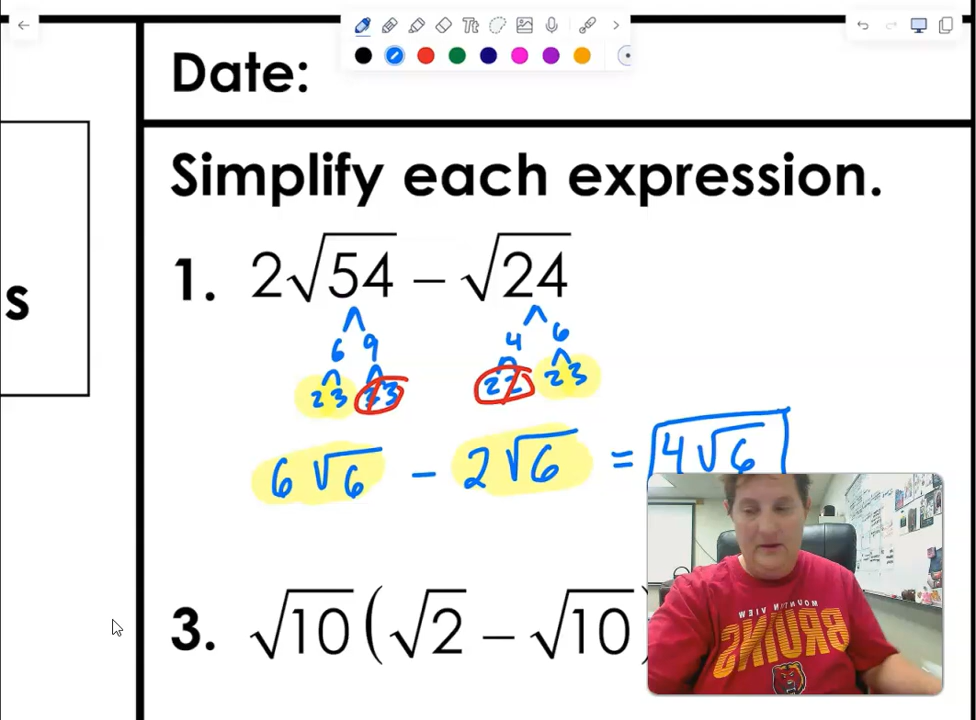 Date:
Simplify each expression.
s
1. 2√54 − √24
6 9 4 6
2 3 3 3 2 2 2 3
6√6 − 2√6 = 4√6
3. √10(√2 − √10)
MOUNTAIN VIEW
BRUINS